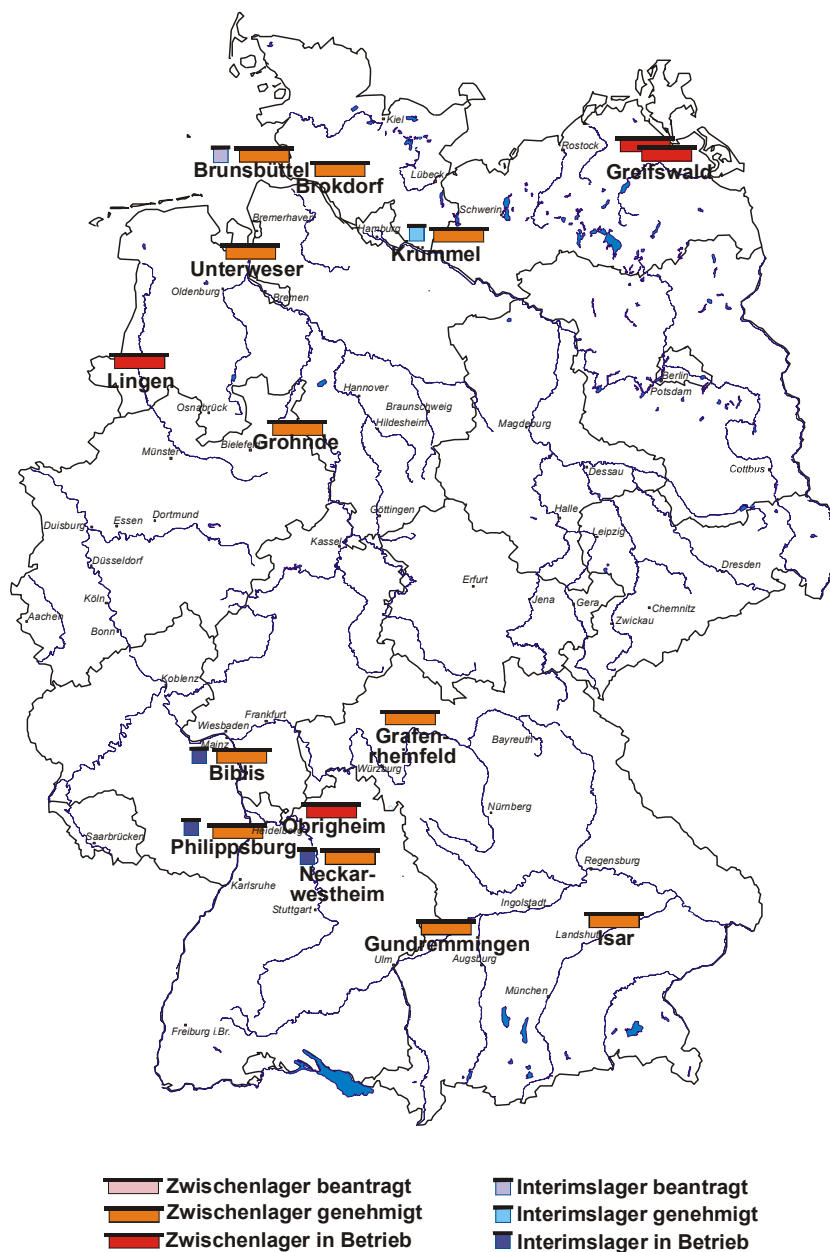 Kiel
Rostock
Brunsbüttel
Brokdorf
Lübeck
Greifswald
Schwerin
Bremerhaven
Hamburg
Krümmel
Unterweser
Oldenburg
Bremen
Lingen
Berlin
Potsdam
Hannover
Osnabrück
Braunschweig
Hildesheim
Magdeburg
Grohnde
Bielefeld
Münster
Dessau
Cottbus
Göttingen
Halle
Dortmund
Essen
Duisburg
Leipzig
Kassel
Düsseldorf
Dresden
Erfurt
Köln
Jena
Gera
Chemnitz
Aachen
Zwickau
Bonn
Koblenz
Frankfurt
Wiesbaden
Grafen-
rheinfeld
Bayreuth
Mainz
Biblis
Würzburg
Nürnberg
Obrigheim
Heidelberg
Saarbrücken
Philippsburg
Regensburg
Neckar-
westheim
Karlsruhe
Stuttgart
Ingolstadt
Landshut
Isar
Gundremmingen
Ulm
Augsburg
München
Freiburg i.Br.
Zwischenlager beantragt
Interimslager beantragt
Zwischenlager genehmigt
Interimslager genehmigt
Zwischenlager in Betrieb
Interimslager in Betrieb